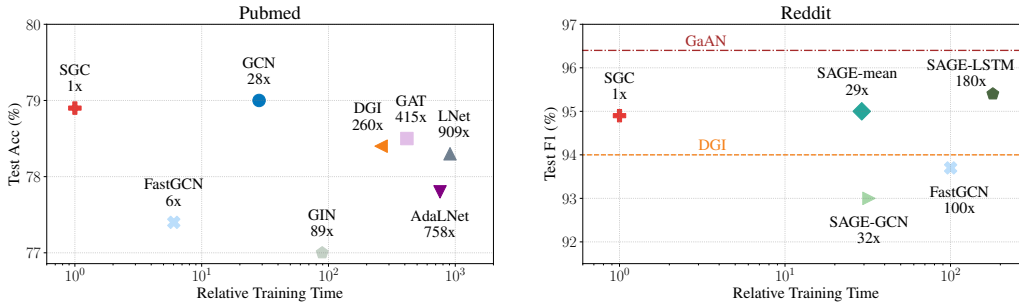 Pubmed
80
79
78
77
Test Acc (%)
SGC
1x
GCN
28x
DGI
260x
GAT
415x
LNet
909x
FastGCN
6x
GIN
89x
AdaLNet
758x
10^0
10^1
10^2
10^3
Relative Training Time
Reddit
97
96
95
94
93
92
Test F1 (%)
GaAN
SGC
1x
SAGE-mean
29x
SAGE-LSTM
180x
DGI
SAGE-GCN
32x
FastGCN
100x
10^0
10^1
10^2
Relative Training Time